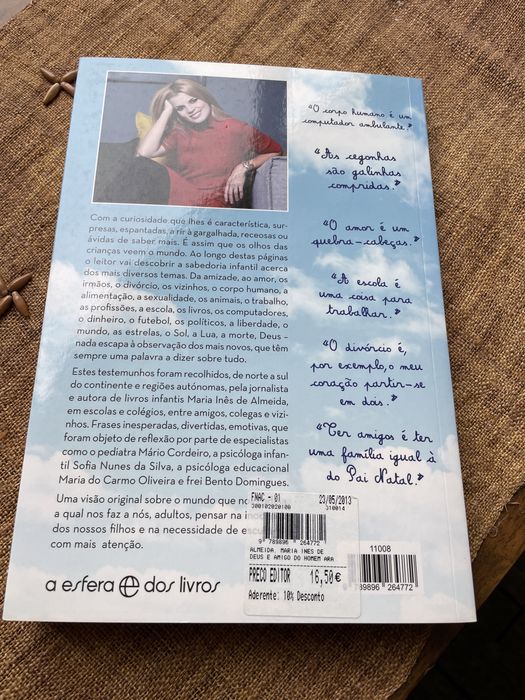 Com a curiosidade que lhes é característica, sur-
presas, espantadas, a rir à gargalhada, receosas ou
ávidas de saber mais. É assim que os olhos das
crianças veem o mundo. Ao longo destas páginas
o leitor vai descobrir a sabedoria infantil acerca
dos mais diversos temas. Da amizade, ao amor, os
irmãos, o divórcio, os vizinhos, o corpo humano, a
alimentação, a sexualidade, os animais, o trabalho,
as profissões, a escola, os livros, os computadores,
o dinheiro, o futebol, os políticos, a liberdade, o
mundo, as estrelas, o Sol, a Lua, a morte, Deus –
nada escapa à observação dos mais novos, que têm
sempre uma palavra a dizer sobre tudo.
Estes testemunhos foram recolhidos, de norte a sul
do continente e regiões autónomas, pela jornalista
e autora de livros infantis Maria Inês de Almeida,
em escolas e colégios, entre amigos, colegas e vizi-
nhos. Frases inesperadas, divertidas, emotivas, que
foram objeto de reflexão por parte de especialistas
como o pediatra Mário Cordeiro, a psicóloga infan-
til Sofia Nunes da Silva, a psicóloga educacional
Maria do Carmo Oliveira e frei Bento Domingues.
Uma visão original sobre o mundo que no
a qual nos faz a nós, adultos, pensar na
dos nossos filhos e na necessidade de
com mais atenção.
a esfera e dos livros
"O corpo humano é um
computador ambulante."
"As cegonhas
são galinhas
compridas."
"O amor é um
quebra-cabeças."
"A escola é
uma coisa para
trabalhar."
"O divórcio é,
por exemplo, o meu
coração partir-se
em dois."
"Ter amigos é ter
uma família igual à
do Pai Natal."
FNAC - 01 23/05/2013
300102020100 310014
9 789896 264772
ALMEIDA, MARIA INES DE
DEUS E AMIGO DO HOMEM ARA
PRECO EDITOR 16,50€
Aderente: 10% Desconto
11008
789896 264772